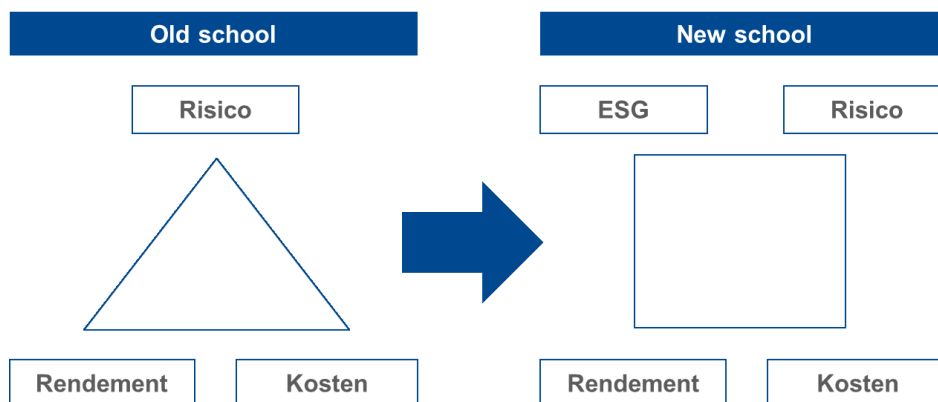 Old school
New school
Risico
ESG
Risico
Rendement
Kosten
Rendement
Kosten